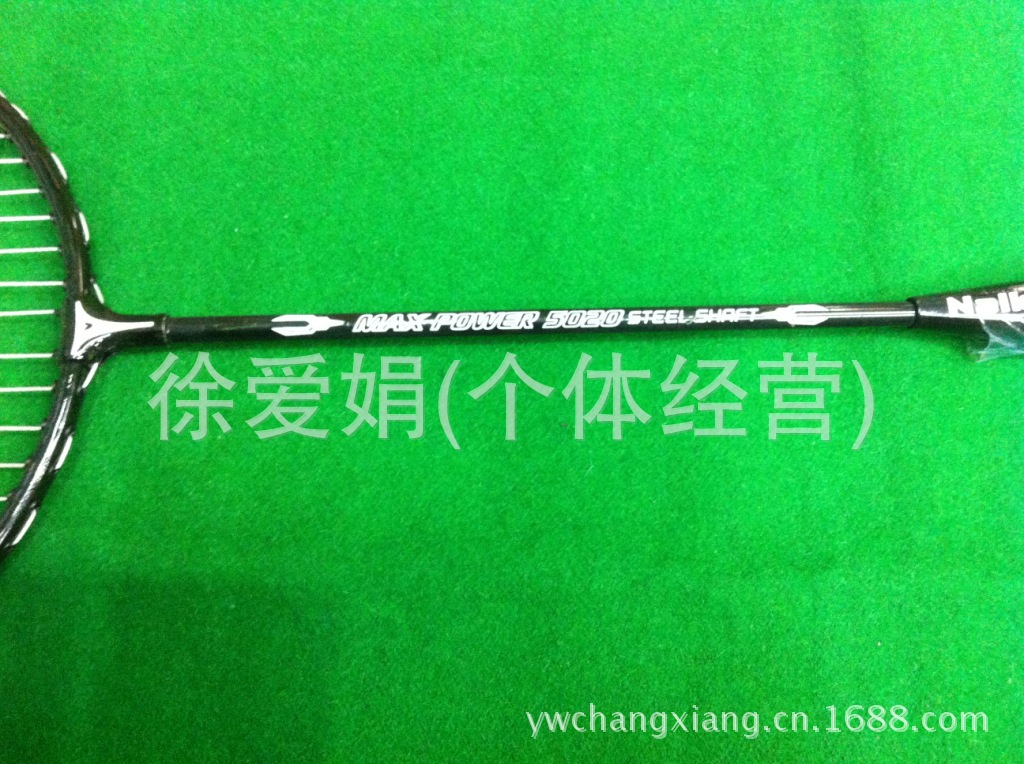 MAX-POWER 5020 STEEL SHAFT
徐爱娟(个体经营)
ywchangxiang.cn.1688.com